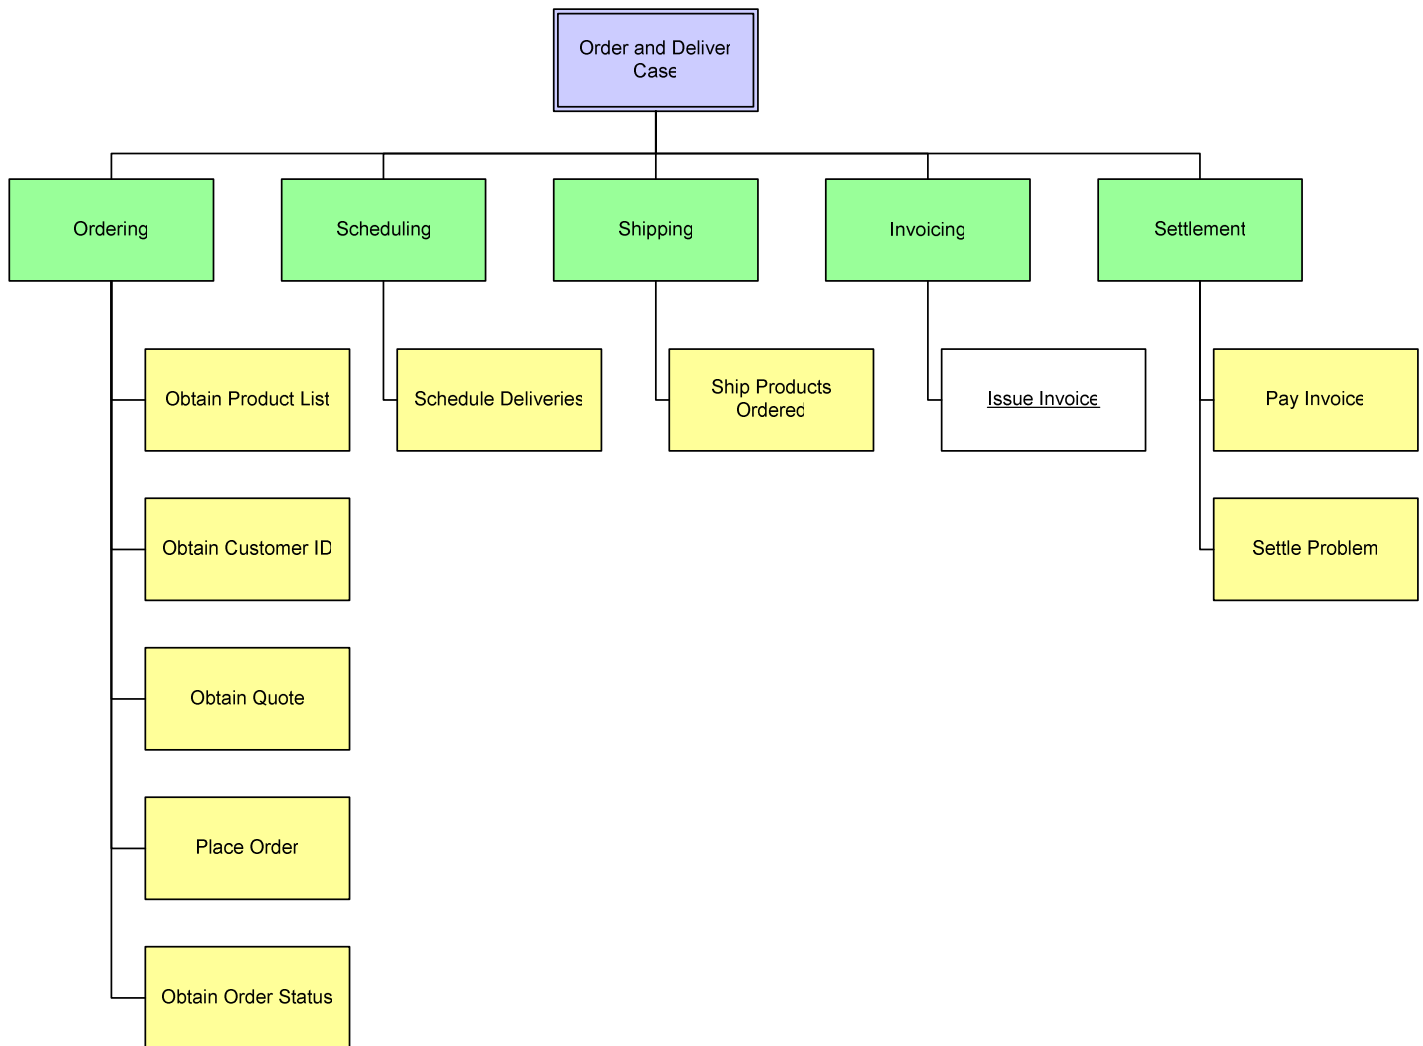 Order and Deliver
Case
Ordering
Scheduling
Shipping
Invoicing
Settlement
Obtain Product List
Schedule Deliveries
Ship Products
Ordered
Issue Invoice
Pay Invoice
Obtain Customer ID
Settle Problem
Obtain Quote
Place Order
Obtain Order Status